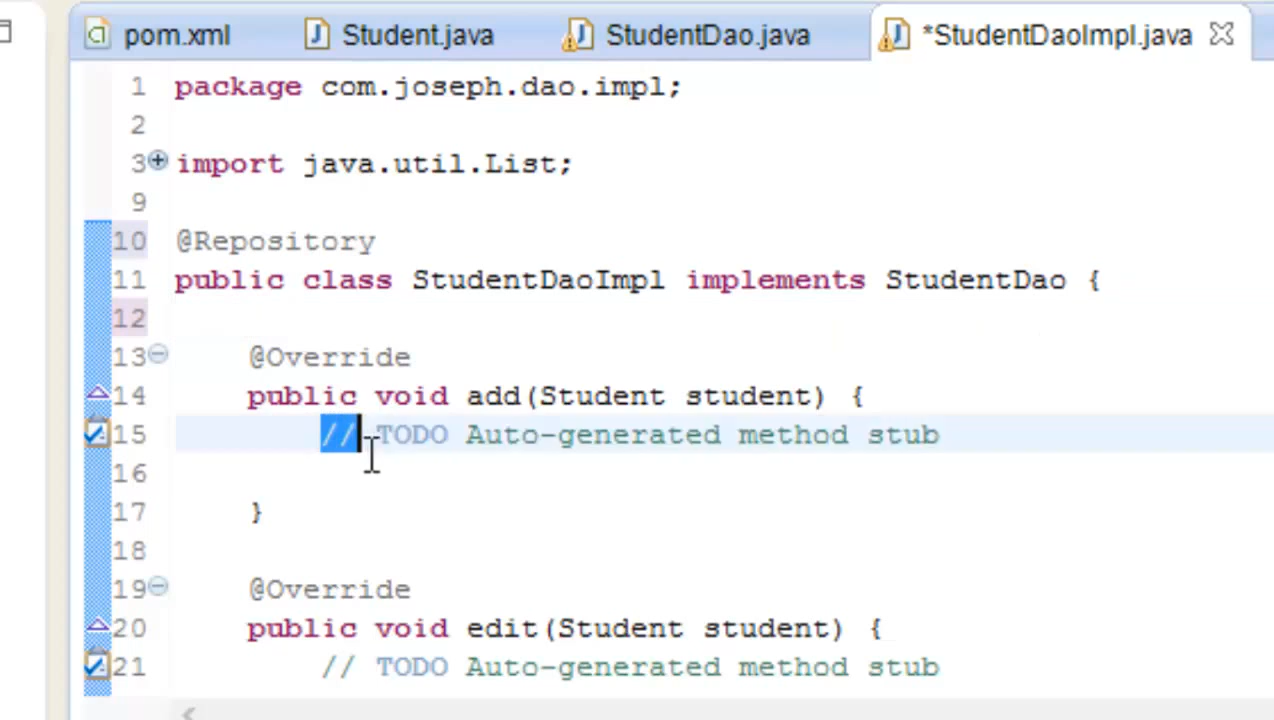 pom.xml Student.java StudentDao.java *StudentDaoImpl.java
1 package com.joseph.dao.impl;
2
3 import java.util.List;
9
10 @Repository
11 public class StudentDaoImpl implements StudentDao {
12
13 @Override
14 public void add(Student student) {
15 // TODO Auto-generated method stub
16
17 }
18
19 @Override
20 public void edit(Student student) {
21 // TODO Auto-generated method stub